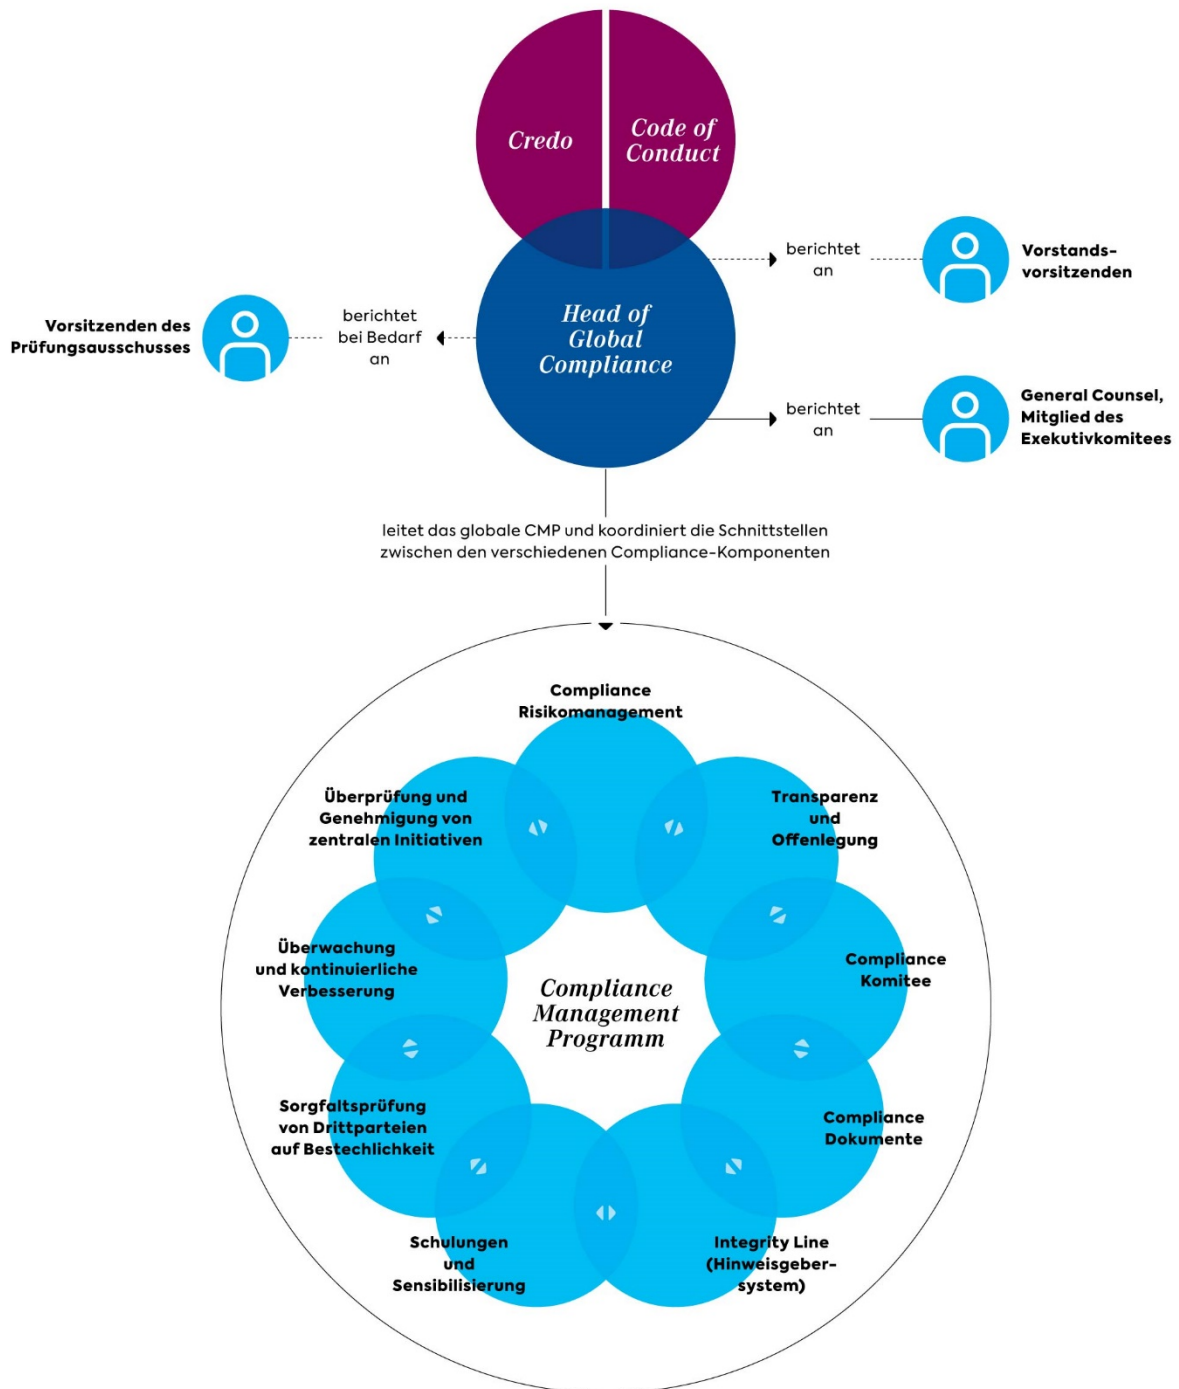 Credo
Code of
Conduct
berichtet
an
Vorstands-
vorsitzenden
Vorsitzenden des
Prüfungsausschusses
berichtet
bei Bedarf
an
Head of
Global
Compliance
berichtet
an
General Counsel,
Mitglied des
Exekutivkomitees
leitet das globale CMP und koordiniert die Schnittstellen
zwischen den verschiedenen Compliance-Komponenten
Compliance
Risikomanagement
Überprüfung und
Genehmigung von
zentralen Initiativen
Transparenz
und
Offenlegung
Überwachung
und kontinuierliche
Verbesserung
Compliance
Management
Programm
Compliance
Komitee
Sorgfaltsprüfung
von Drittparteien
auf Bestechlichkeit
Compliance
Dokumente
Schulungen
und
Sensibilisierung
Integrity Line
(Hinweisgeber-
system)